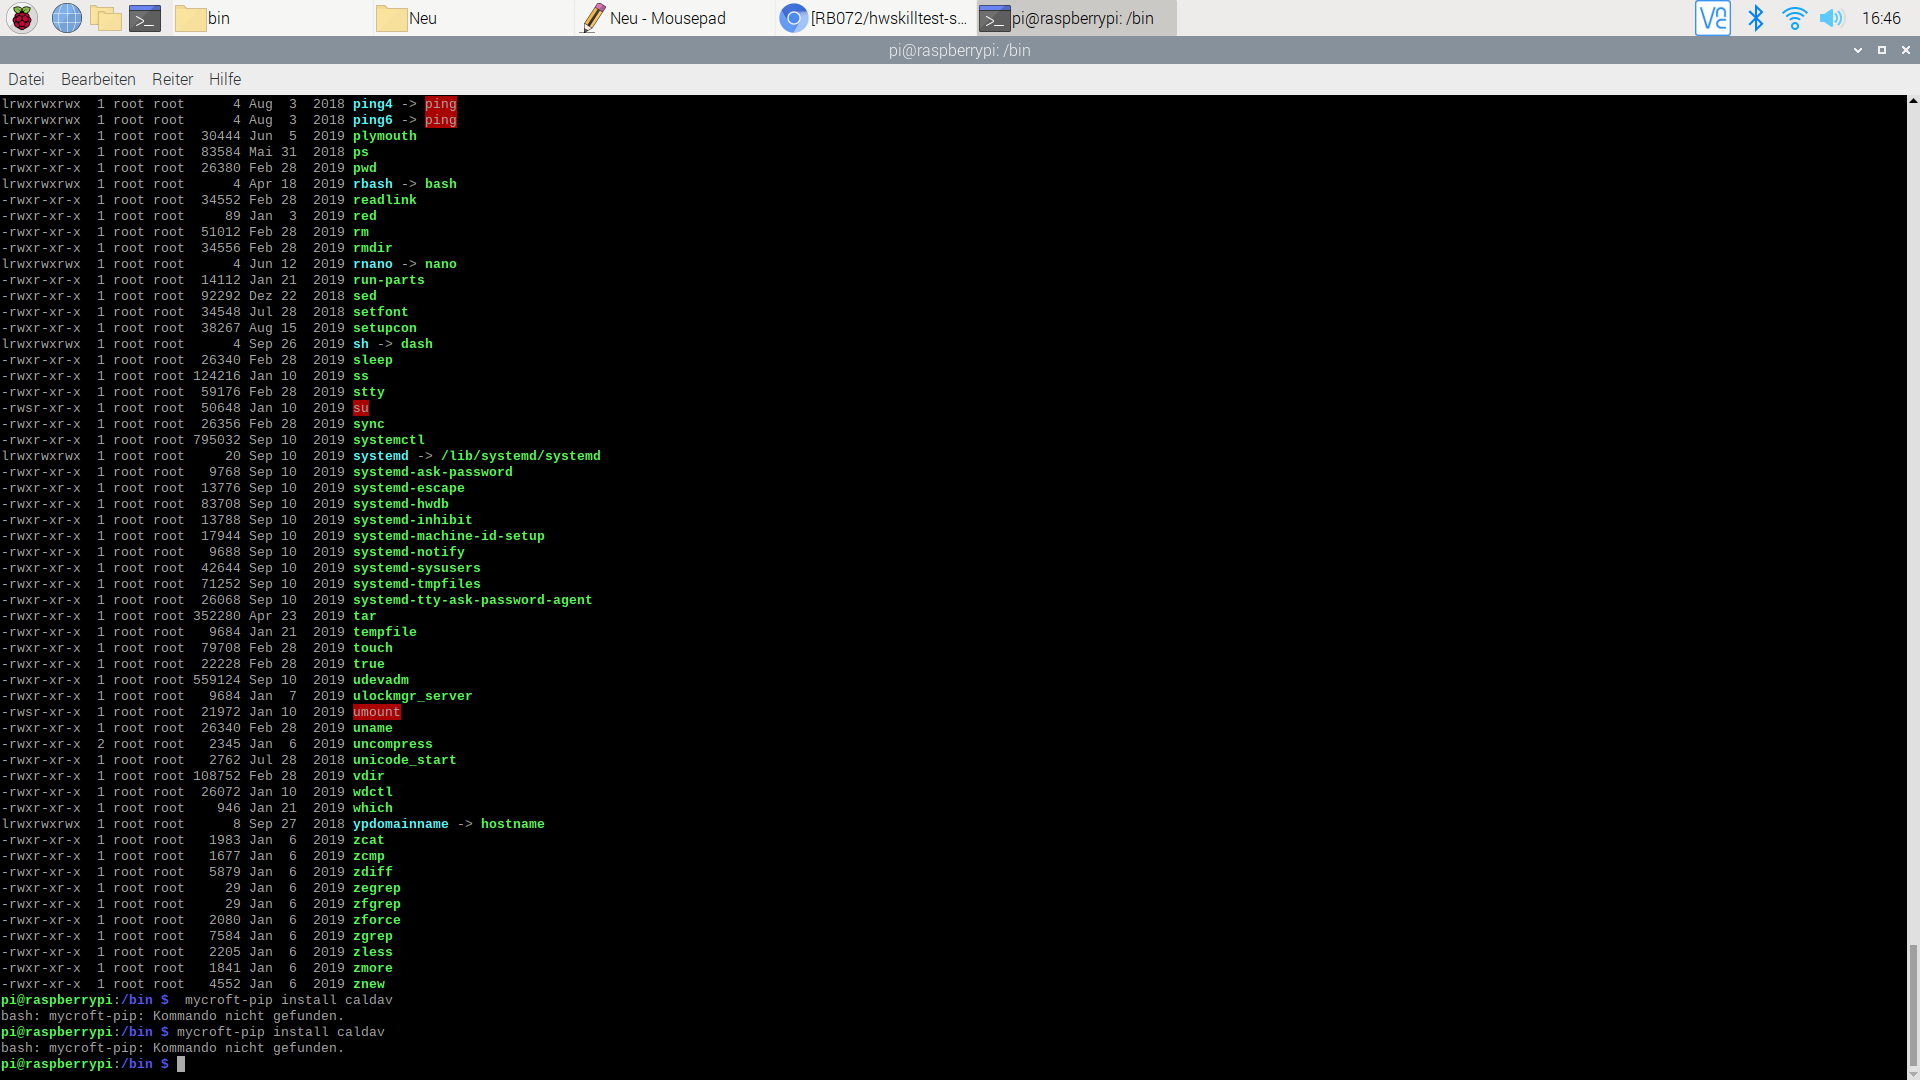 bin
Neu
Neu - Mousepad
[RB072/hwskilltest-s...
pi@raspberrypi: /bin
16:46
pi@raspberrypi: /bin
Datei Bearbeiten Reiter Hilfe
lrwxrwxrwx 1 root root 4 Aug 3 2018 ping4 -> ping
lrwxrwxrwx 1 root root 4 Aug 3 2018 ping6 -> ping
-rwxr-xr-x 1 root root 30444 Jun 5 2019 plymouth
-rwxr-xr-x 1 root root 83584 Mai 31 2018 ps
-rwxr-xr-x 1 root root 26380 Feb 28 2019 pwd
lrwxrwxrwx 1 root root 4 Apr 18 2019 rbash -> bash
-rwxr-xr-x 1 root root 34552 Feb 28 2019 readlink
-rwxr-xr-x 1 root root 89 Jan 3 2019 red
-rwxr-xr-x 1 root root 51012 Feb 28 2019 rm
-rwxr-xr-x 1 root root 34556 Feb 28 2019 rmdir
lrwxrwxrwx 1 root root 4 Jun 12 2019 rnano -> nano
-rwxr-xr-x 1 root root 14112 Jan 21 2019 run-parts
-rwxr-xr-x 1 root root 92292 Dez 22 2018 sed
-rwxr-xr-x 1 root root 34548 Jul 28 2018 setfont
-rwxr-xr-x 1 root root 38267 Aug 15 2019 setupcon
lrwxrwxrwx 1 root root 4 Sep 26 2019 sh -> dash
-rwxr-xr-x 1 root root 26340 Feb 28 2019 sleep
-rwxr-xr-x 1 root root 124216 Jan 10 2019 ss
-rwxr-xr-x 1 root root 59176 Feb 28 2019 stty
-rwsr-xr-x 1 root root 50648 Jan 10 2019 su
-rwxr-xr-x 1 root root 26356 Feb 28 2019 sync
-rwxr-xr-x 1 root root 795032 Sep 10 2019 systemctl
lrwxrwxrwx 1 root root 20 Sep 10 2019 systemd -> /lib/systemd/systemd
-rwxr-xr-x 1 root root 9768 Sep 10 2019 systemd-ask-password
-rwxr-xr-x 1 root root 13776 Sep 10 2019 systemd-escape
-rwxr-xr-x 1 root root 83708 Sep 10 2019 systemd-hwdb
-rwxr-xr-x 1 root root 13788 Sep 10 2019 systemd-inhibit
-rwxr-xr-x 1 root root 17944 Sep 10 2019 systemd-machine-id-setup
-rwxr-xr-x 1 root root 9688 Sep 10 2019 systemd-notify
-rwxr-xr-x 1 root root 42644 Sep 10 2019 systemd-sysusers
-rwxr-xr-x 1 root root 71252 Sep 10 2019 systemd-tmpfiles
-rwxr-xr-x 1 root root 26068 Sep 10 2019 systemd-tty-ask-password-agent
-rwxr-xr-x 1 root root 352280 Apr 23 2019 tar
-rwxr-xr-x 1 root root 9684 Jan 21 2019 tempfile
-rwxr-xr-x 1 root root 79708 Feb 28 2019 touch
-rwxr-xr-x 1 root root 22228 Feb 28 2019 true
-rwxr-xr-x 1 root root 559124 Sep 10 2019 udevadm
-rwxr-xr-x 1 root root 9684 Jan 7 2019 ulockmgr_server
-rwsr-xr-x 1 root root 21972 Jan 10 2019 umount
-rwxr-xr-x 1 root root 26340 Feb 28 2019 uname
-rwxr-xr-x 2 root root 2345 Jan 6 2019 uncompress
-rwxr-xr-x 1 root root 2762 Jul 28 2018 unicode_start
-rwxr-xr-x 1 root root 108752 Feb 28 2019 vdir
-rwxr-xr-x 1 root root 26072 Jan 10 2019 wdctl
-rwxr-xr-x 1 root root 946 Jan 21 2019 which
lrwxrwxrwx 1 root root 8 Sep 27 2018 ypdomainname -> hostname
-rwxr-xr-x 1 root root 1983 Jan 6 2019 zcat
-rwxr-xr-x 1 root root 1677 Jan 6 2019 zcmp
-rwxr-xr-x 1 root root 5879 Jan 6 2019 zdiff
-rwxr-xr-x 1 root root 29 Jan 6 2019 zegrep
-rwxr-xr-x 1 root root 29 Jan 6 2019 zfgrep
-rwxr-xr-x 1 root root 2080 Jan 6 2019 zforce
-rwxr-xr-x 1 root root 7584 Jan 6 2019 zgrep
-rwxr-xr-x 1 root root 2205 Jan 6 2019 zless
-rwxr-xr-x 1 root root 1841 Jan 6 2019 zmore
-rwxr-xr-x 1 root root 4552 Jan 6 2019 znew
pi@raspberrypi:/bin $  mycroft-pip install caldav
bash: mycroft-pip: Kommando nicht gefunden.
pi@raspberrypi:/bin $ mycroft-pip install caldav
bash: mycroft-pip: Kommando nicht gefunden.
pi@raspberrypi:/bin $